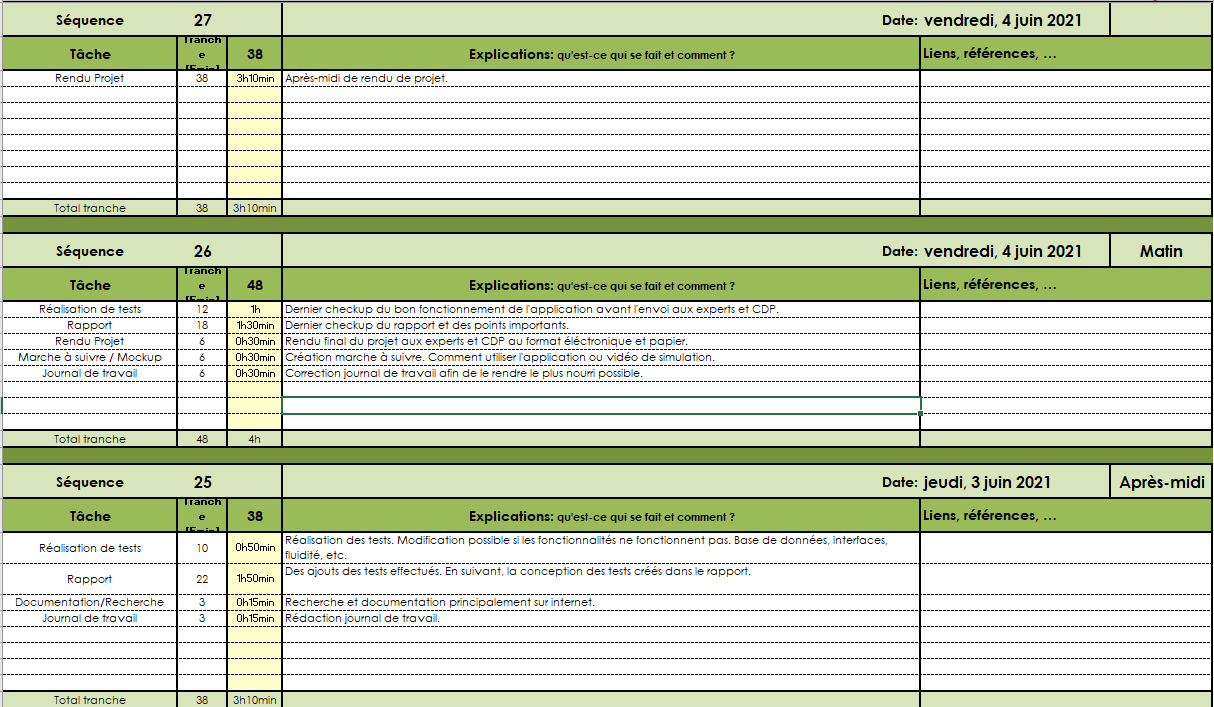 Séquence 27 Date: vendredi, 4 juin 2021
Tâche Tranch e 38 Explications: qu'est-ce qui se fait et comment ? Liens, références, ...
Rendu Projet 38 3h10min Après-midi de rendu de projet.
Total tranche 38 3h10min
Séquence 26 Date: vendredi, 4 juin 2021 Matin
Tâche Tranch e 48 Explications: qu'est-ce qui se fait et comment ? Liens, références, ...
Réalisation de tests 12 1h Dernier checkup du bon fonctionnement de l'application avant l'envoi aux experts et CDP.
Rapport 18 1h30min Dernier checkup du rapport et des points importants.
Rendu Projet 6 0h30min Rendu final du projet aux experts et CDP au format éléctronique et papier.
Marche à suivre / Mockup 6 0h30min Création marche à suivre. Comment utiliser l'application ou vidéo de simulation.
Journal de travail 6 0h30min Correction journal de travail afin de le rendre le plus nourri possible.
Total tranche 48 4h
Séquence 25 Date: jeudi, 3 juin 2021 Après-midi
Tâche Tranch e 38 Explications: qu'est-ce qui se fait et comment ? Liens, références, ...
Réalisation de tests 10 0h50min Réalisation des tests. Modification possible si les fonctionnalités ne fonctionnent pas. Base de données, interfaces,
fluidité, etc.
Rapport 22 1h50min Des ajouts des tests effectués. En suivant, la conception des tests créés dans le rapport.
Documentation/Recherche 3 0h15min Recherche et documentation principalement sur internet.
Journal de travail 3 0h15min Rédaction journal de travail.
Total tranche 38 3h10min